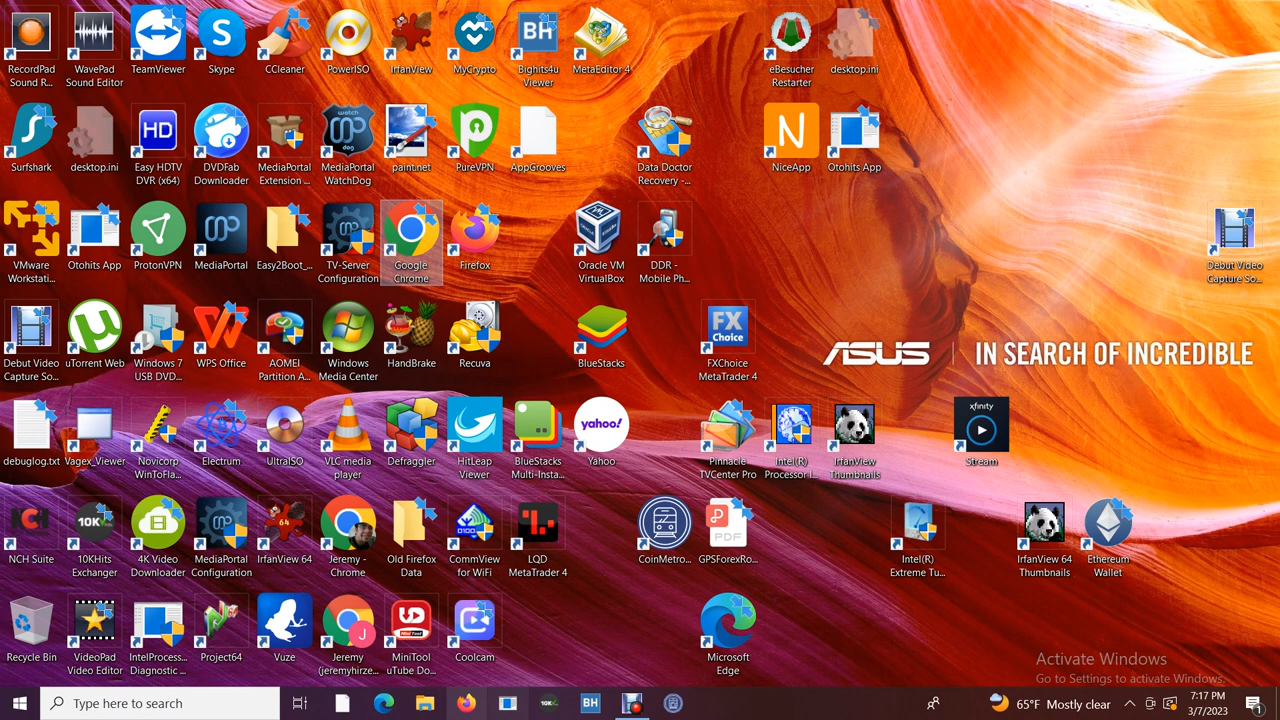 RecordPad
Sound R...
WavePad
Sound Editor
TeamViewer
Skype
CCleaner
PowerISO
IrfanView
MyCrypto
BH
Bighits4u
Viewer
MetaEditor 4
eBesucher
Restarter
desktop.ini
Surfshark
desktop.ini
HD
Easy HDTV
DVR (x64)
DVDFab
Downloader
MediaPortal
Extension ...
watch
dog
MediaPortal
WatchDog
paint.net
PureVPN
AppGrooves
Data Doctor
Recovery -...
N
NiceApp
Otohits App
VMware
Workstati...
Otohits App
ProtonVPN
MediaPortal
Easy2Boot_...
TV-Server
Configuration
Google
Chrome
Firefox
Oracle VM
VirtualBox
DDR -
Mobile Ph...
Debut Video
Capture So...
Debut Video
Capture So...
uTorrent Web
Windows 7
USB DVD...
WPS Office
AOMEI
Partition A...
Windows
Media Center
HandBrake
Recuva
BlueStacks
FX
Choice
FXChoice
MetaTrader 4
ASUS | IN SEARCH OF INCREDIBLE
debuglog.txt
Vagex_Viewer
Novicorp
WinToFla...
Electrum
UltraISO
VLC media
player
Defraggler
HitLeap
Viewer
BlueStacks
Multi-Insta...
yahoo!
Yahoo
Pinnacle
TVCenter Pro
Intel(R)
Processor I...
IrfanView
Thumbnails
xfinity
Stream
NCH Suite
10K
10KHits
Exchanger
4K Video
Downloader
MediaPortal
Configuration
64
IrfanView 64
Jeremy -
Chrome
Old Firefox
Data
CommView
for WiFi
LQD
MetaTrader 4
CoinMetro...
PDF
GPSForexRo...
Intel(R)
Extreme Tu...
IrfanView 64
Thumbnails
Ethereum
Wallet
Recycle Bin
VideoPad
Video Editor
IntelProcess...
Diagnostic ...
Project64
Vuze
J
Jeremy
(jeremyhirze...
UD
MiniTool
MiniTool
uTube Do...
Coolcam
Microsoft
Edge
Activate Windows
Go to Settings to activate Windows.
Type here to search
10K
BH
65°F Mostly clear
7:17 PM
3/7/2023
1